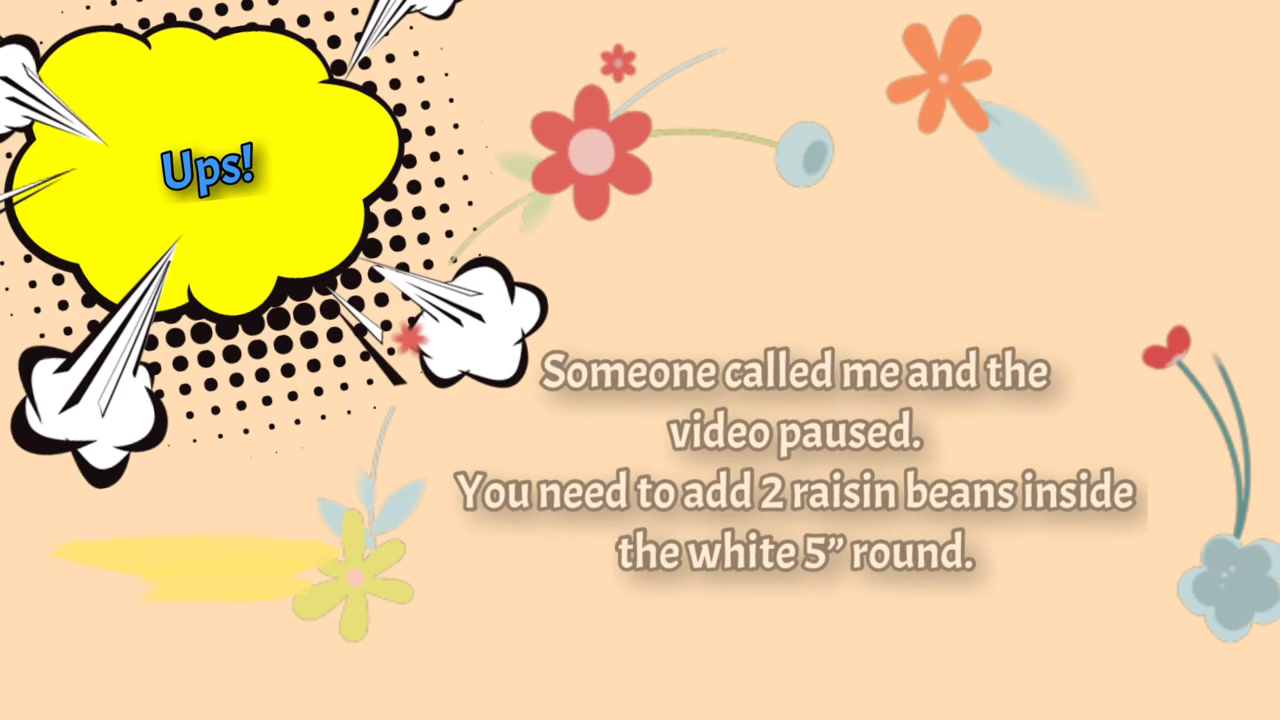 Ups!
Someone called me and the
video paused.
You need to add 2 raisin beans inside
the white 5” round.